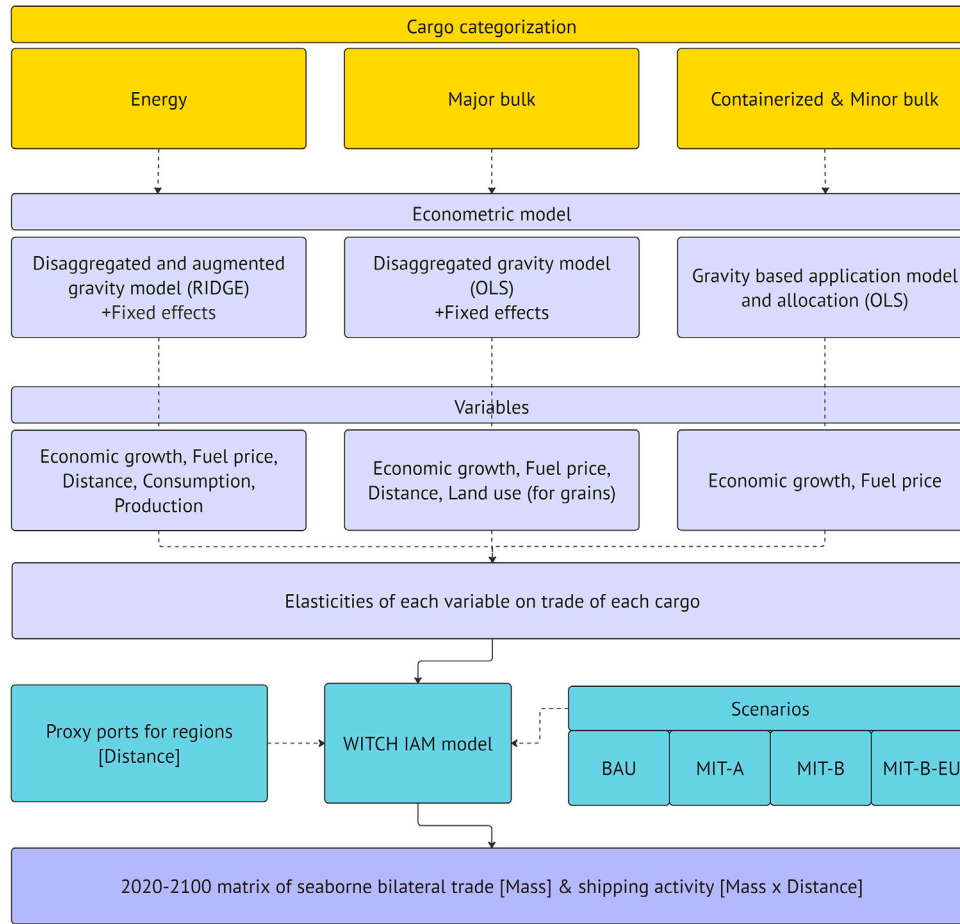 Cargo categorization
Energy
Major bulk
Containerized & Minor bulk
Econometric model
Disaggregated and augmented
gravity model (RIDGE)
+Fixed effects
Disaggregated gravity model
(OLS)
+Fixed effects
Gravity based application model
and allocation (OLS)
Variables
Economic growth, Fuel price,
Distance, Consumption,
Production
Economic growth, Fuel price,
Distance, Land use (for grains)
Economic growth, Fuel price
Elasticities of each variable on trade of each cargo
Proxy ports for regions
[Distance]
WITCH IAM model
Scenarios
BAU
MIT-A
MIT-B
MIT-B-EU
2020-2100 matrix of seaborne bilateral trade [Mass] & shipping activity [Mass x Distance]